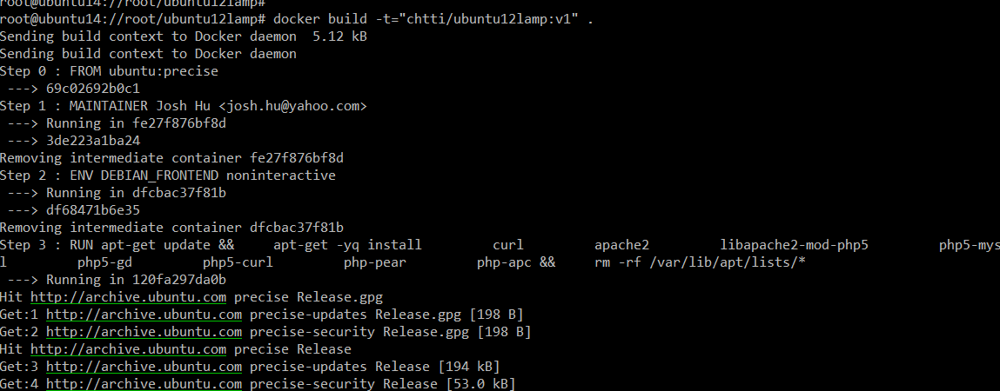 root@ubuntu14://root/ubuntu12lamp#
root@ubuntu14://root/ubuntu12lamp# docker build -t="chtti/ubuntu12lamp:v1" .
Sending build context to Docker daemon  5.12 kB
Sending build context to Docker daemon
Step 0 : FROM ubuntu:precise
 ---> 69c02692b0c1
Step 1 : MAINTAINER Josh Hu <josh.hu@yahoo.com>
 ---> Running in fe27f876bf8d
 ---> 3de223a1ba24
Removing intermediate container fe27f876bf8d
Step 2 : ENV DEBIAN_FRONTEND noninteractive
 ---> Running in dfcbac37f81b
 ---> df68471b6e35
Removing intermediate container dfcbac37f81b
Step 3 : RUN apt-get update &&     apt-get -yq install         curl         apache2         libapache2-mod-php5         php5-mys
l         php5-gd         php5-curl         php-pear         php-apc &&     rm -rf /var/lib/apt/lists/*
 ---> Running in 120fa297da0b
Hit http://archive.ubuntu.com precise Release.gpg
Get:1 http://archive.ubuntu.com precise-updates Release.gpg [198 B]
Get:2 http://archive.ubuntu.com precise-security Release.gpg [198 B]
Hit http://archive.ubuntu.com precise Release
Get:3 http://archive.ubuntu.com precise-updates Release [194 kB]
Get:4 http://archive.ubuntu.com precise-security Release [53.0 kB]